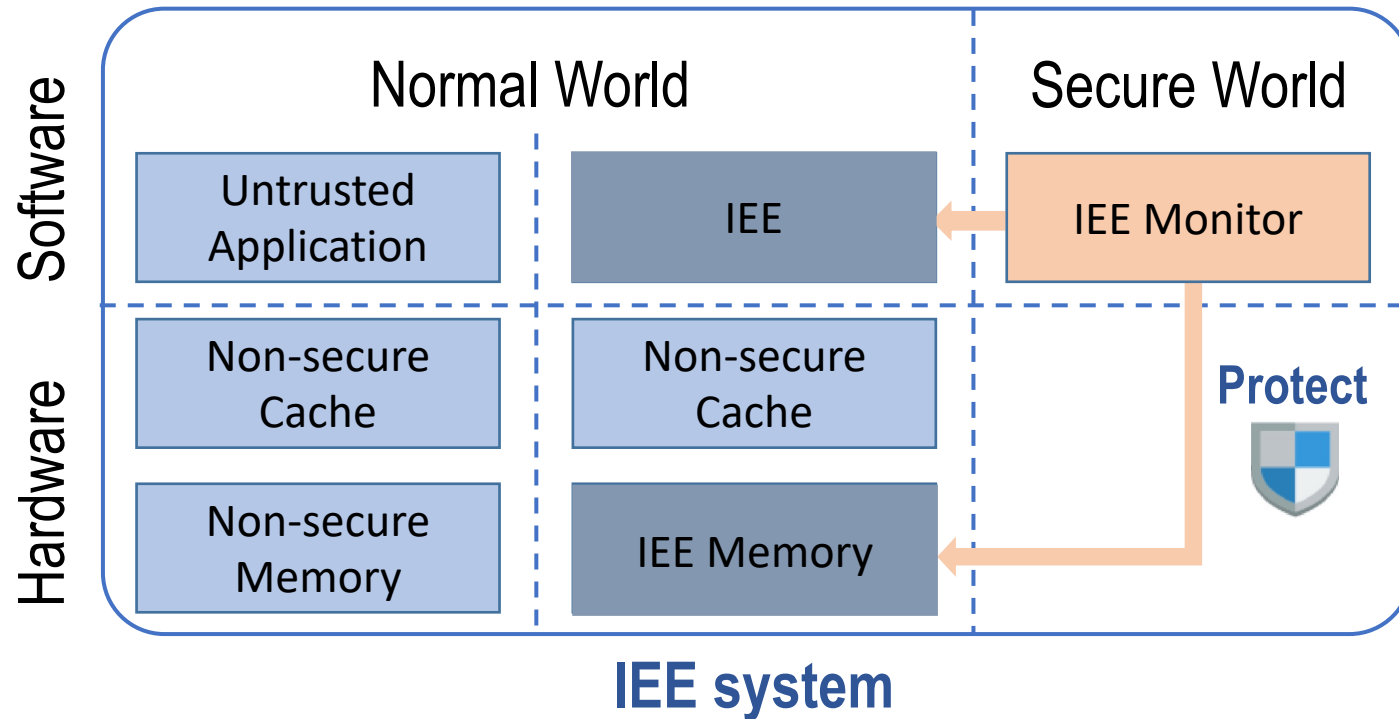 Software
Hardware
Normal World
Secure World
Untrusted
Application
IEE
IEE Monitor
Non-secure
Cache
Non-secure
Cache
Protect
Non-secure
Memory
IEE Memory
IEE system